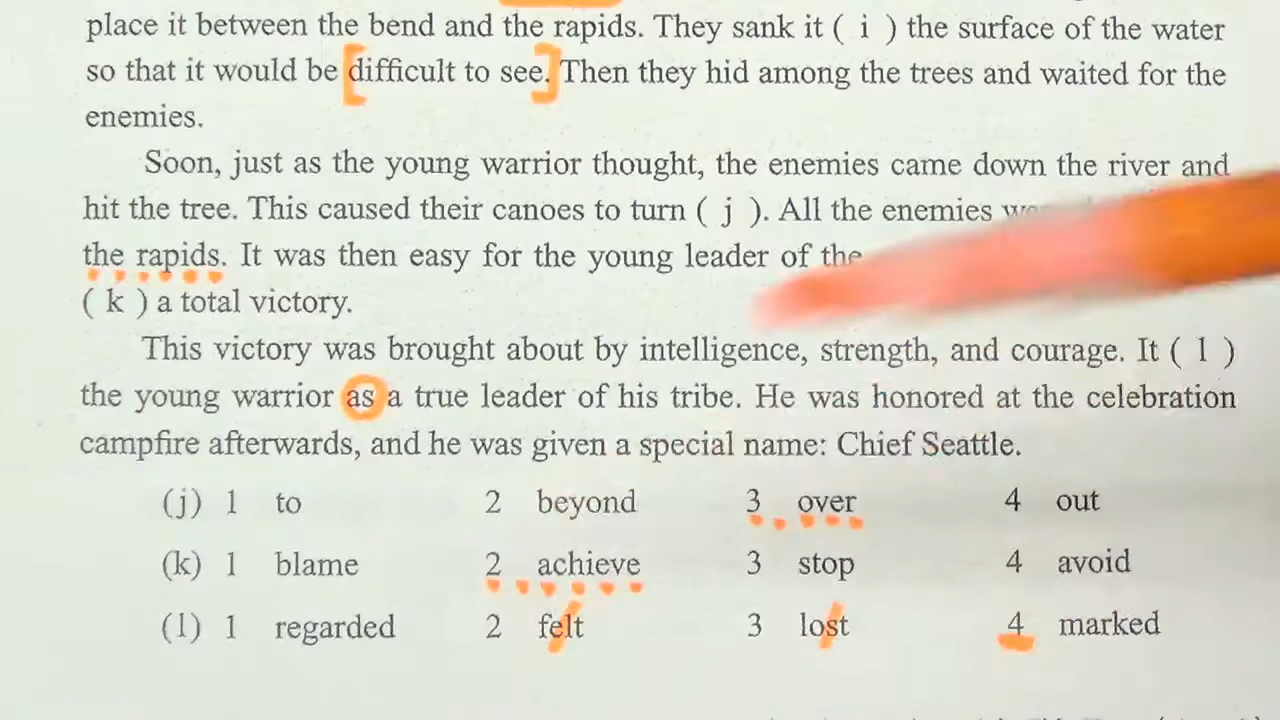 place it between the bend and the rapids. They sank it ( i ) the surface of the water
so that it would be [difficult to see.] Then they hid among the trees and waited for the
enemies.
Soon, just as the young warrior thought, the enemies came down the river and
hit the tree. This caused their canoes to turn ( j ). All the enemies
the rapids. It was then easy for the young leader of the
( k ) a total victory.
This victory was brought about by intelligence, strength, and courage. It ( l )
the young warrior as a true leader of his tribe. He was honored at the celebration
campfire afterwards, and he was given a special name: Chief Seattle.
(j) 1 to 2 beyond 3 over 4 out
(k) 1 blame 2 achieve 3 stop 4 avoid
(l) 1 regarded 2 felt 3 lost 4 marked